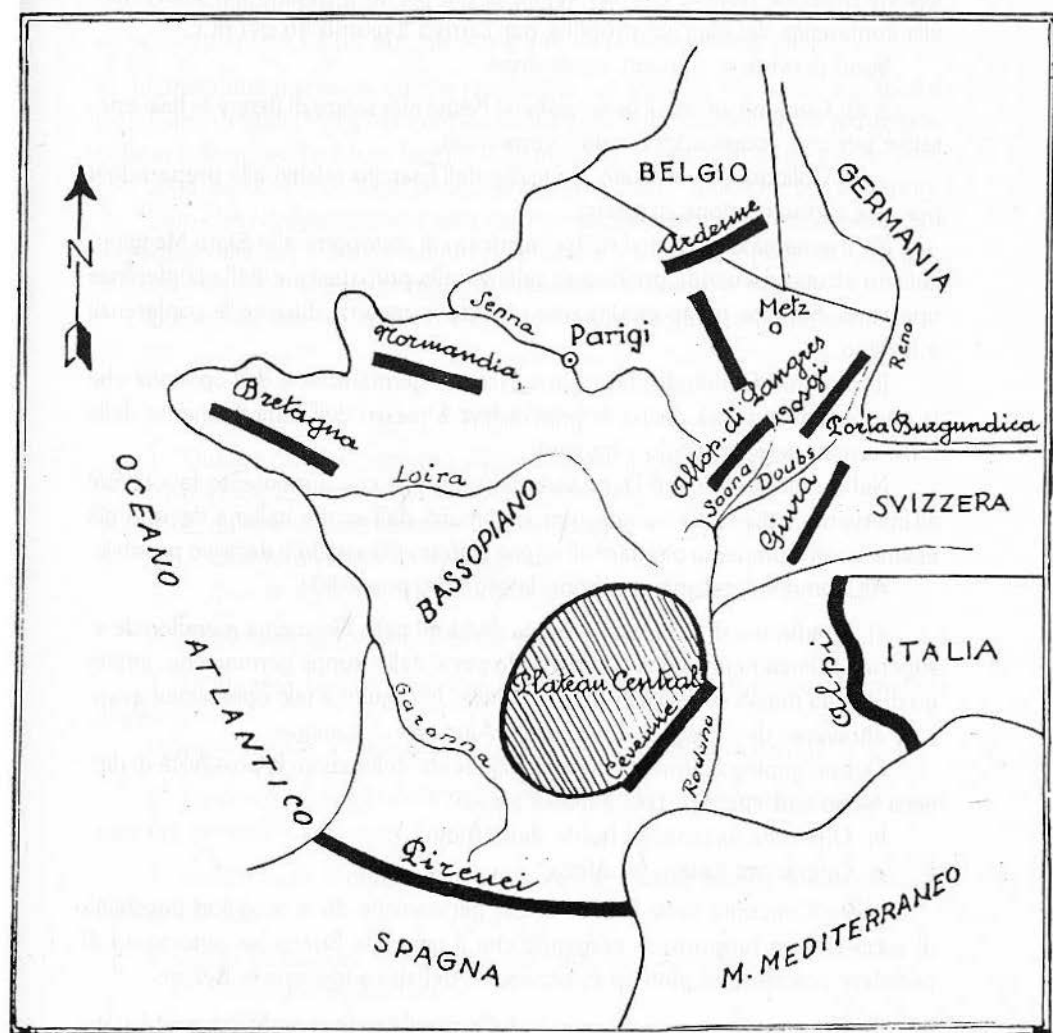 BELGIO
GERMANIA
Ardenne
N
Metz
Senna
Parigi
Reno
Normandia
Altop. di Langres
Vosgi
Bretagna
Porta Burgundica
Saona
Doubs
Loira
OCEANO ATLANTICO
BASSOPIANO
Giura
SVIZZERA
ITALIA
Alpi
Plateau Central
Garonna
Cevenne
Rodano
Pirenei
SPAGNA
M. MEDITERRANEO